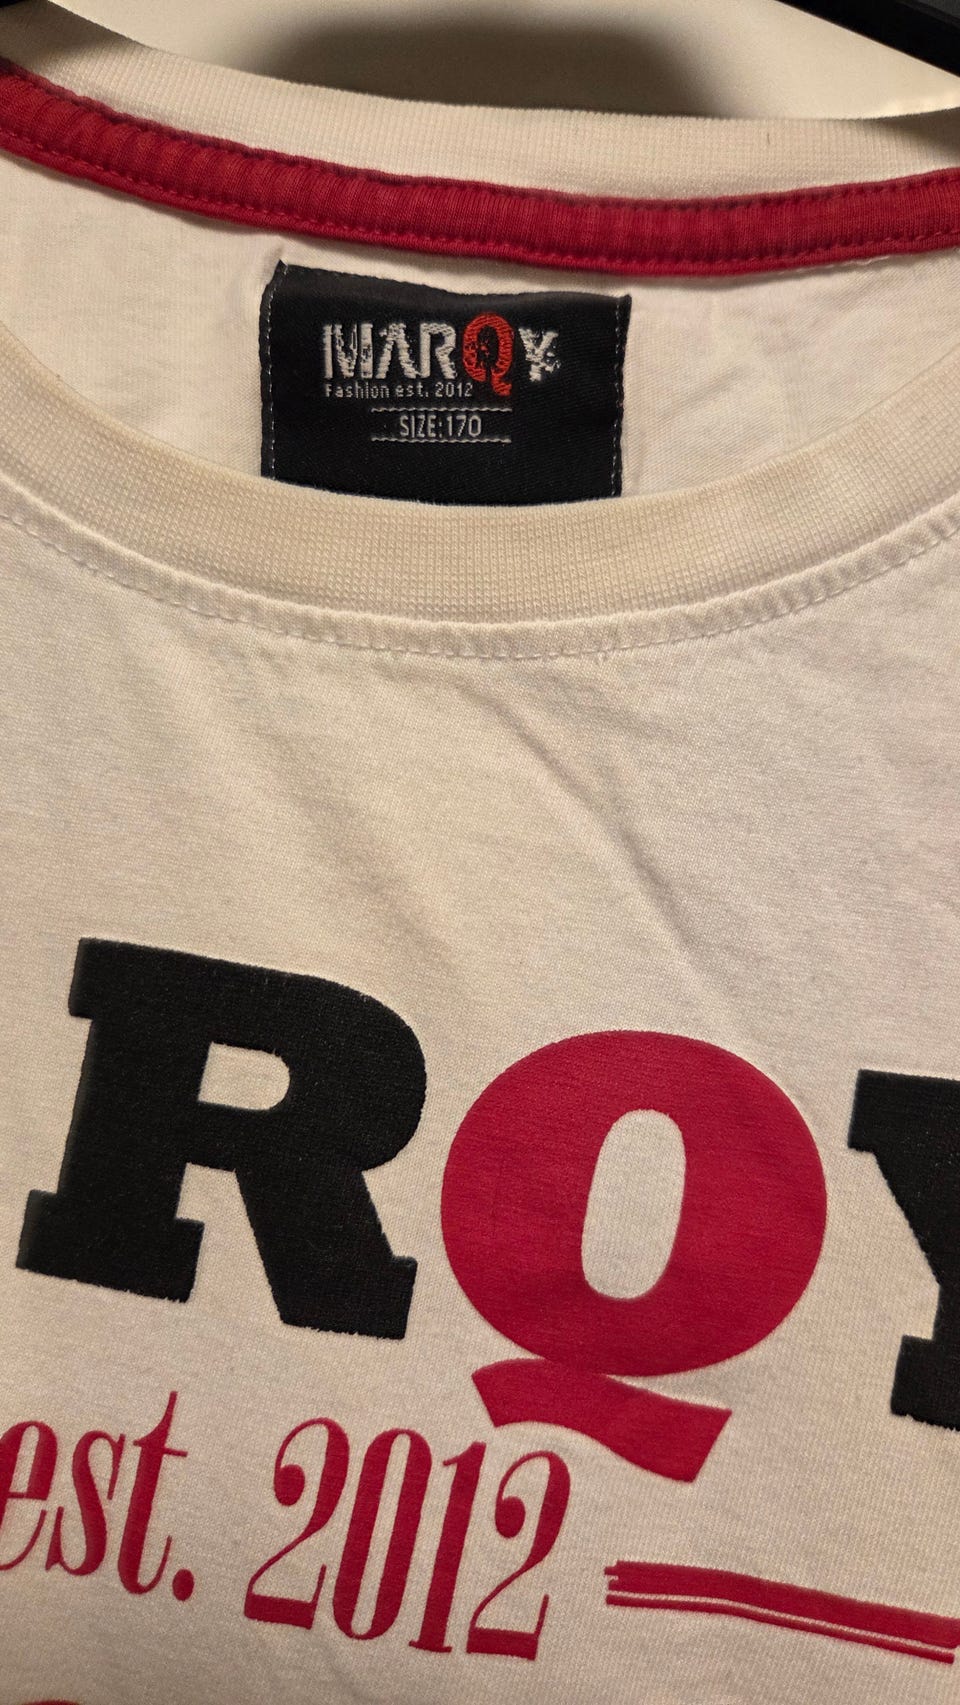 MARQY
Fashion est. 2012
SIZE:170
RQY
est. 2012